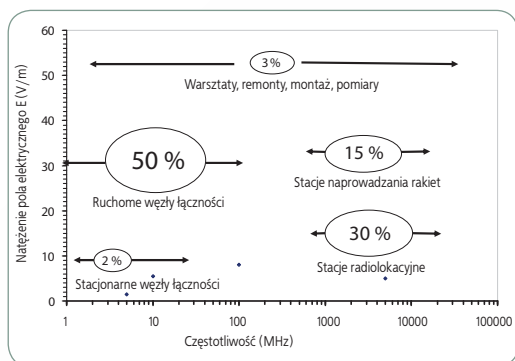 Natężenie pola elektrycznego E (V/m)
60
50
40
30
20
10
0
3 %
Warsztaty, remonty, montaż, pomiary
50 %
Ruchome węzły łączności
15 %
Stacje naprowadzania rakiet
30 %
Stacje radiolokacyjne
2 %
Stacjonarne węzły łączności
1 10 100 1000 10000 100000
Częstotliwość (MHz)